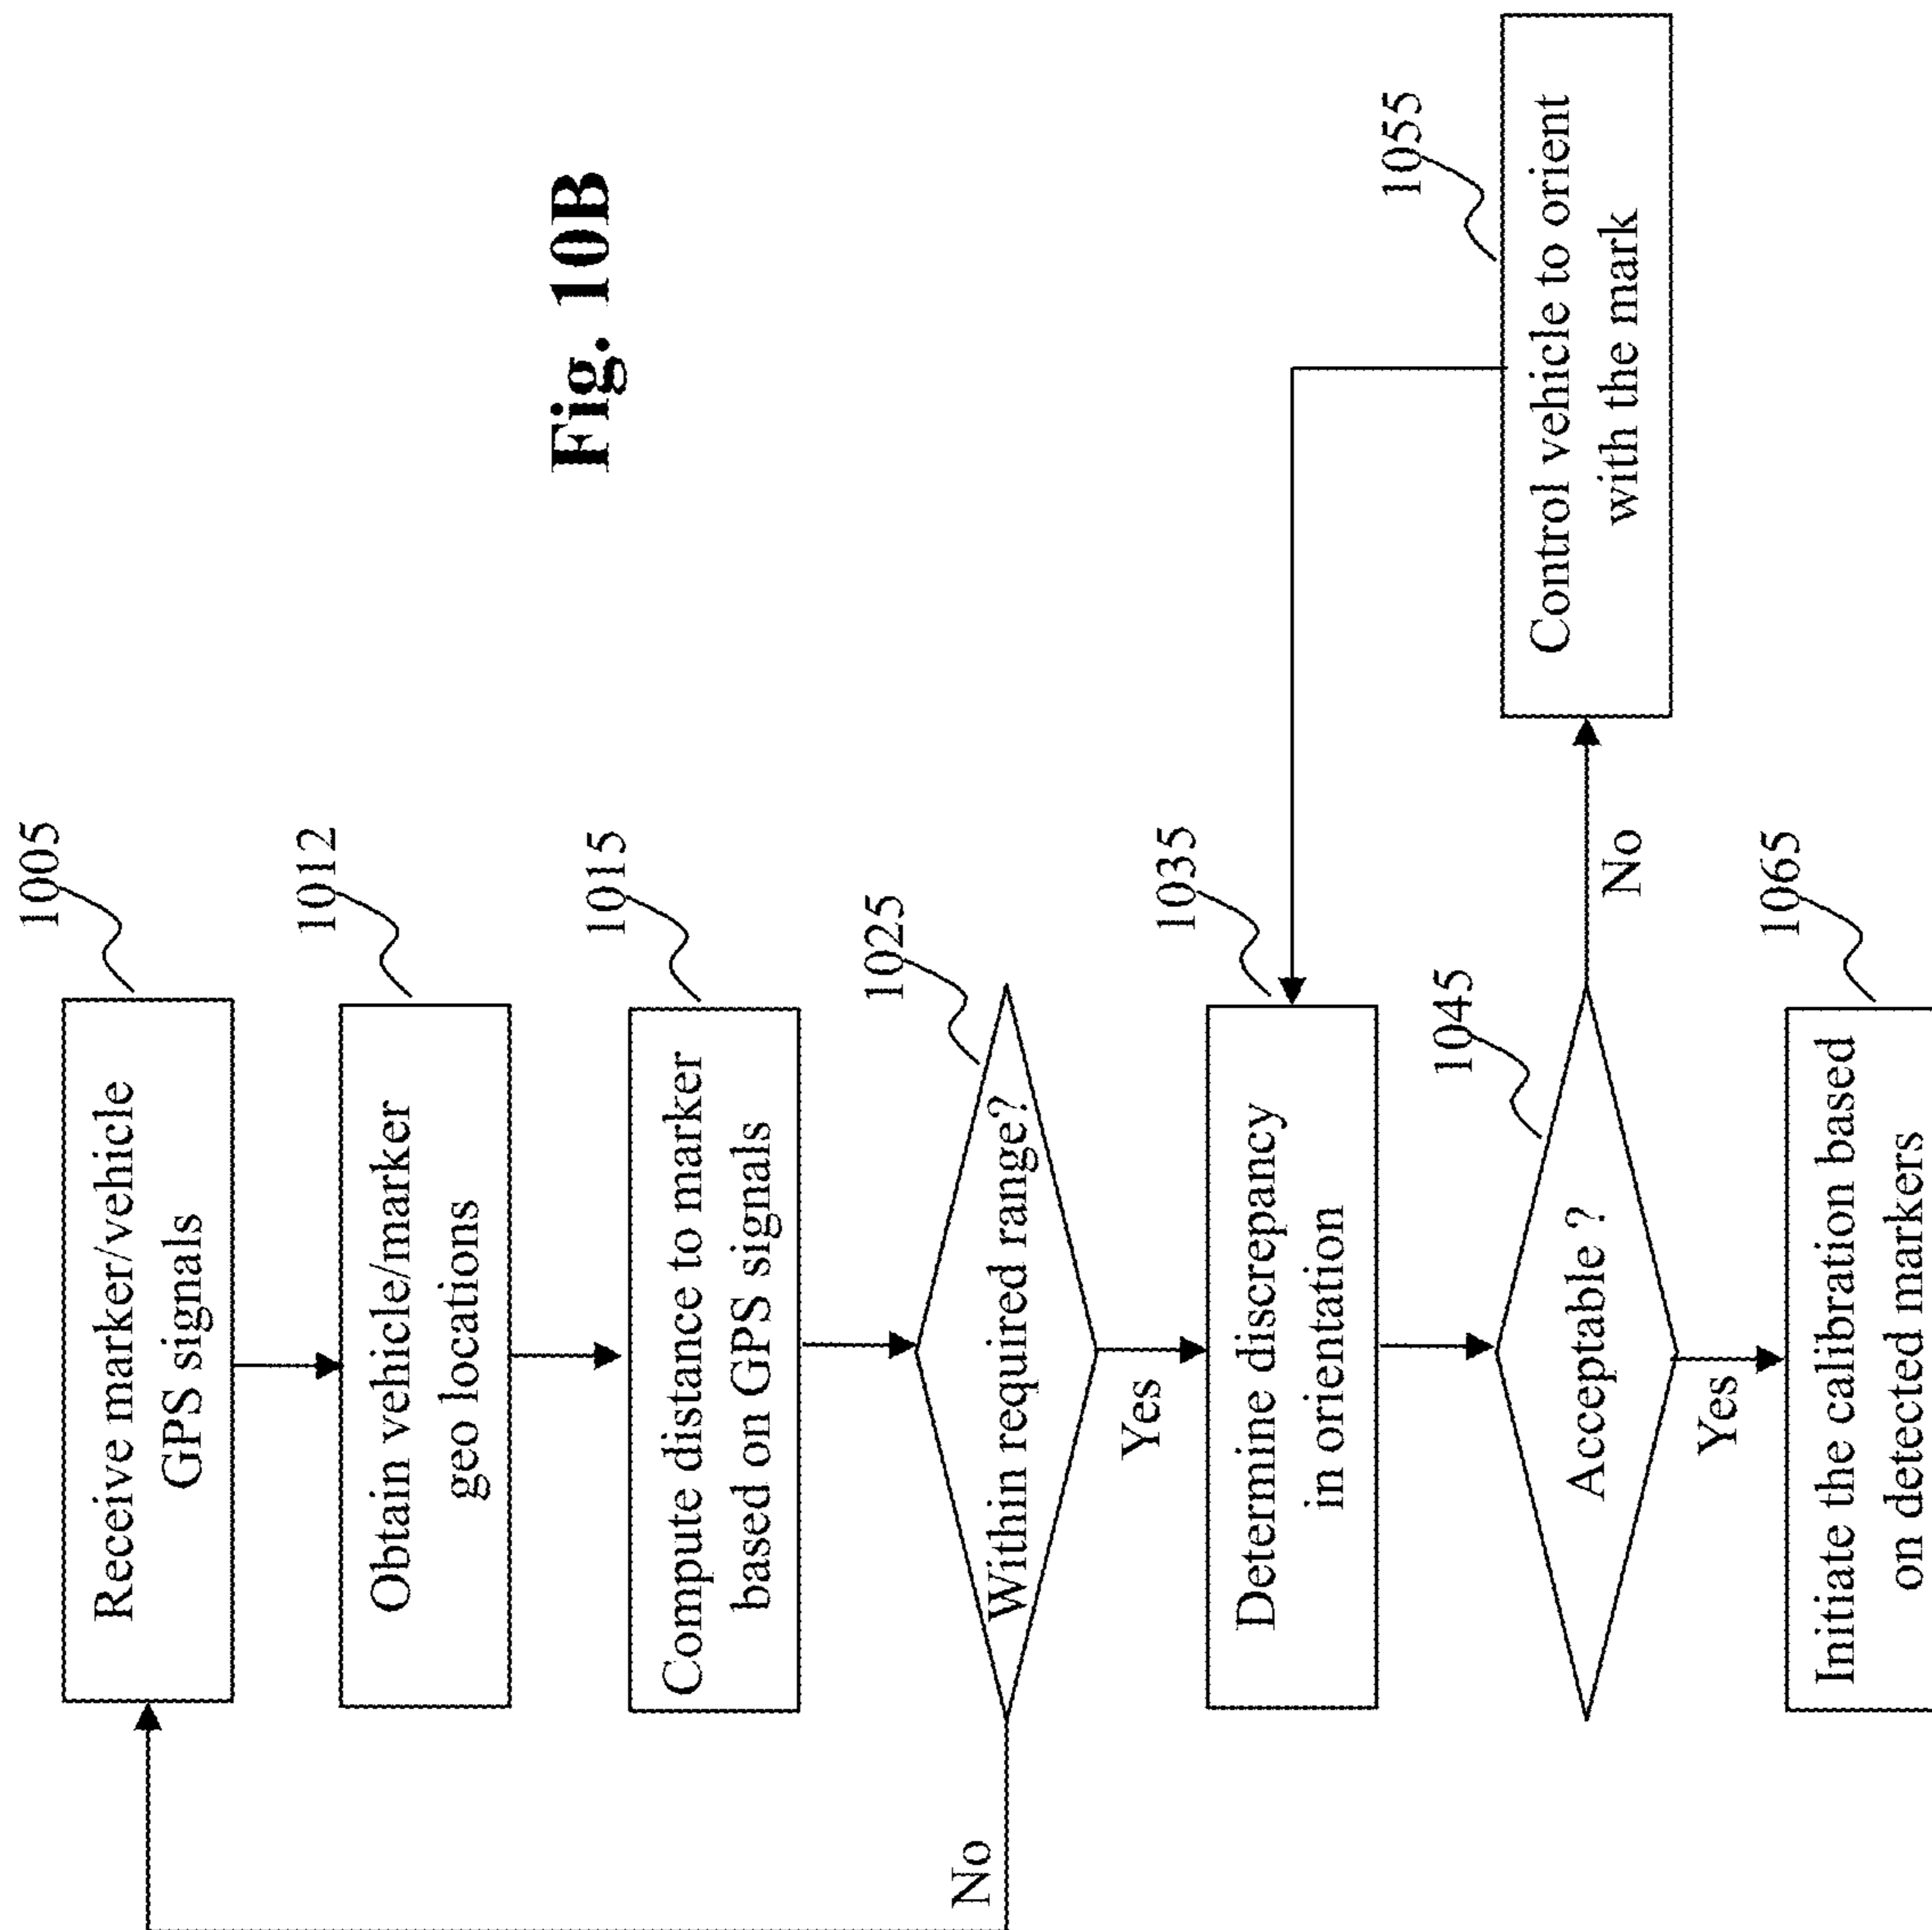 1005
Receive marker/vehicle
GPS signals
1012
Obtain vehicle/marker
geo locations
1015
Compute distance to marker
based on GPS signals
1025
Within required range?
No
Yes
1035
Determine discrepancy
in orientation
1045
Acceptable ?
No
Yes
1055
Control vehicle to orient
with the mark
1065
Initiate the calibration based
on detected markers
Fig. 10B